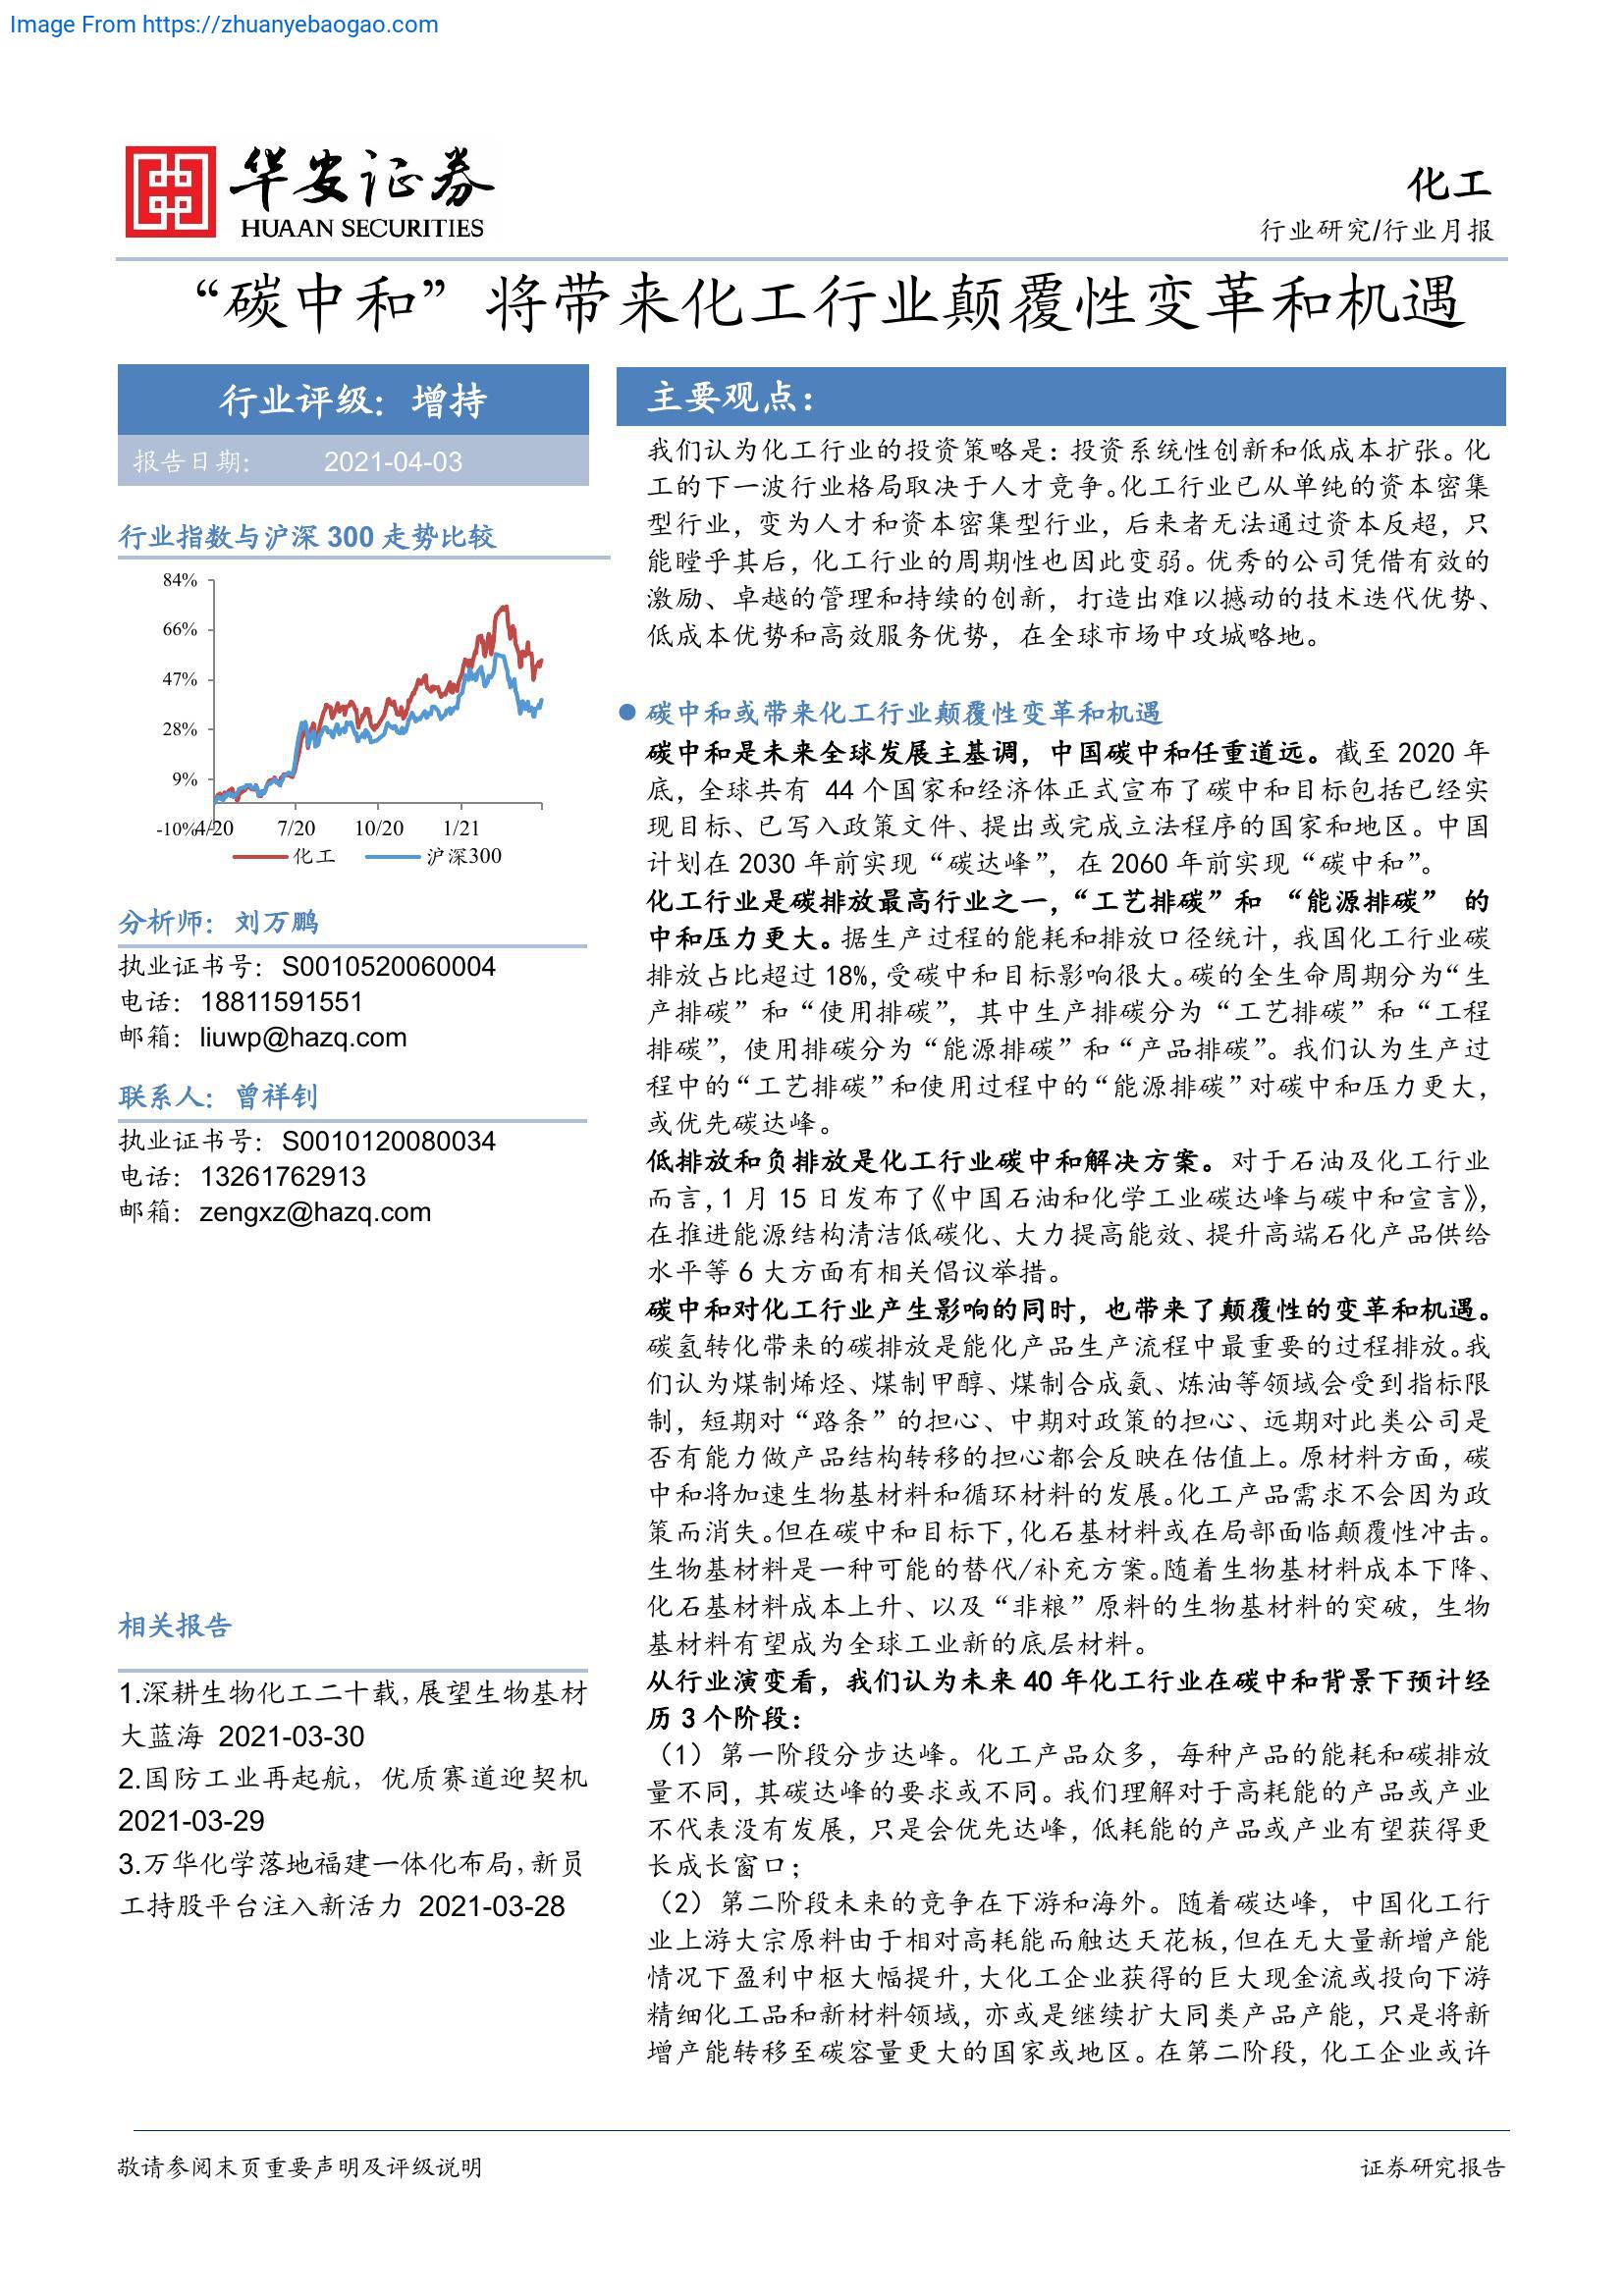 Image From https://zhuanyebaogao.com
华安证券
HUAAN SECURITIES
化工
行业研究/行业月报
“碳中和”将带来化工行业颠覆性变革和机遇
行业评级：增持
报告日期： 2021-04-03
行业指数与沪深 300 走势比较
84%
66%
47%
28%
9%
-10%
4/20 7/20 10/20 1/21
化工 沪深300
分析师：刘万鹏
执业证书号：S0010520060004
电话：18811591551
邮箱：liuwp@hazq.com
联系人：曾祥钊
执业证书号：S0010120080034
电话：13261762913
邮箱：zengxz@hazq.com
相关报告
1.深耕生物化工二十载，展望生物基材
大蓝海 2021-03-30
2.国防工业再起航，优质赛道迎契机
2021-03-29
3.万华化学落地福建一体化布局，新员
工持股平台注入新活力 2021-03-28
主要观点：
我们认为化工行业的投资策略是：投资系统性创新和低成本扩张。化
工的下一波行业格局取决于人才竞争。化工行业已从单纯的资本密集
型行业，变为人才和资本密集型行业，后来者无法通过资本反超，只
能瞠乎其后，化工行业的周期性也因此变弱。优秀的公司凭借有效的
激励、卓越的管理和持续的创新，打造出难以撼动的技术迭代优势、
低成本优势和高效服务优势，在全球市场中攻城略地。
● 碳中和或带来化工行业颠覆性变革和机遇
碳中和是未来全球发展主基调，中国碳中和任重道远。截至 2020 年
底，全球共有 44 个国家和经济体正式宣布了碳中和目标包括已经实
现目标、已写入政策文件、提出或完成立法程序的国家和地区。中国
计划在 2030 年前实现“碳达峰”，在 2060 年前实现“碳中和”。
化工行业是碳排放最高行业之一，“工艺排碳”和 “能源排碳” 的
中和压力更大。据生产过程的能耗和排放口径统计，我国化工行业碳
排放占比超过 18%，受碳中和目标影响很大。碳的全生命周期分为“生
产排碳”和“使用排碳”，其中生产排碳分为“工艺排碳”和“工程
排碳”，使用排碳分为“能源排碳”和“产品排碳”。我们认为生产过
程中的“工艺排碳”和使用过程中的“能源排碳”对碳中和压力更大，
或优先碳达峰。
低排放和负排放是化工行业碳中和解决方案。对于石油及化工行业
而言，1 月 15 日发布了《中国石油和化学工业碳达峰与碳中和宣言》，
在推进能源结构清洁低碳化、大力提高能效、提升高端石化产品供给
水平等 6 大方面有相关倡议举措。
碳中和对化工行业产生影响的同时，也带来了颠覆性的变革和机遇。
碳氢转化带来的碳排放是能化产品生产流程中最重要的过程排放。我
们认为煤制烯烃、煤制甲醇、煤制合成氨、炼油等领域会受到指标限
制，短期对“路条”的担心、中期对政策的担心、远期对此类公司是
否有能力做产品结构转移的担心都会反映在估值上。原材料方面，碳
中和将加速生物基材料和循环材料的发展。化工产品需求不会因为政
策而消失。但在碳中和目标下，化石基材料或在局部面临颠覆性冲击。
生物基材料是一种可能的替代/补充方案。随着生物基材料成本下降、
化石基材料成本上升、以及“非粮”原料的生物基材料的突破，生物
基材料有望成为全球工业新的底层材料。
从行业演变看，我们认为未来 40 年化工行业在碳中和背景下预计经
历 3 个阶段：
（1）第一阶段分步达峰。化工产品众多，每种产品的能耗和碳排放
量不同，其碳达峰的要求或不同。我们理解对于高耗能的产品或产业
不代表没有发展，只是会优先达峰，低耗能的产品或产业有望获得更
长成长窗口；
（2）第二阶段未来的竞争在下游和海外。随着碳达峰，中国化工行
业上游大宗原料由于相对高耗能而触达天花板，但在无大量新增产能
情况下盈利中枢大幅提升，大化工企业获得的巨大现金流或投向下游
精细化工品和新材料领域，亦或是继续扩大同类产品产能，只是将新
增产能转移至碳容量更大的国家或地区。在第二阶段，化工企业或许
敬请参阅末页重要声明及评级说明
证券研究报告